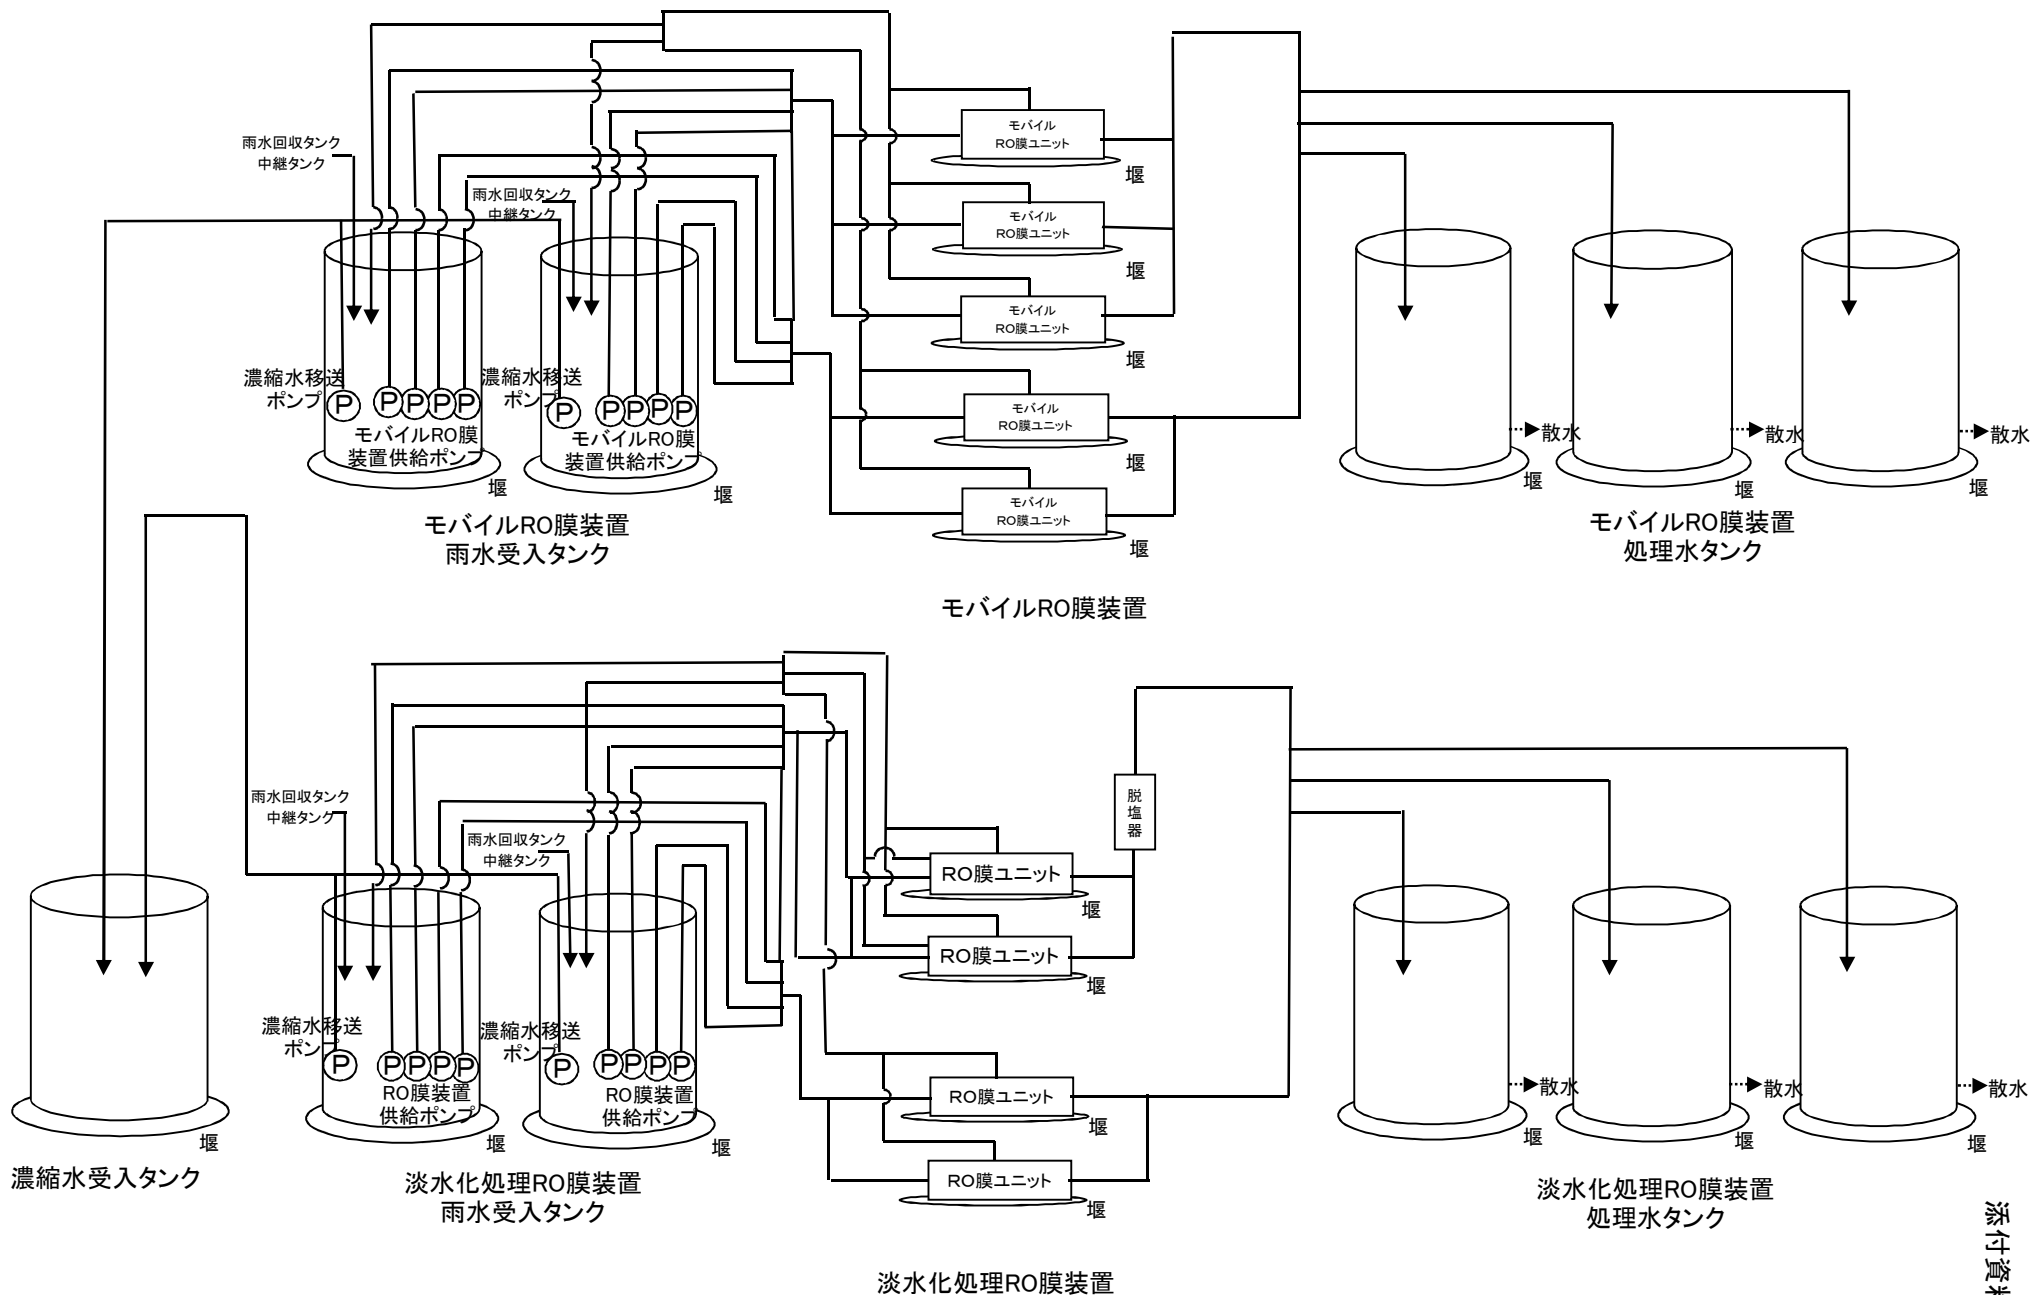 雨水回収タンク
中継タンク
雨水回収タンク
中継タンク
モバイル
RO膜ユニット
堰
モバイル
RO膜ユニット
堰
モバイル
RO膜ユニット
堰
モバイル
RO膜ユニット
堰
モバイル
RO膜ユニット
堰
濃縮水移送
ポンプ
P
P
P
P
P
モバイルRO膜
装置供給ポンプ
堰
濃縮水移送
ポンプ
P
P
P
P
P
モバイルRO膜
装置供給ポンプ
堰
モバイルRO膜装置
雨水受入タンク
モバイルRO膜装置
散水
堰
散水
堰
散水
堰
モバイルRO膜装置
処理水タンク
雨水回収タンク
中継タンク
雨水回収タンク
中継タンク
脱
塩
器
RO膜ユニット
堰
RO膜ユニット
堰
RO膜ユニット
堰
RO膜ユニット
堰
濃縮水移送
ポンプ
P
P
P
P
P
RO膜装置
供給ポンプ
堰
濃縮水移送
ポンプ
P
P
P
P
P
RO膜装置
供給ポンプ
堰
堰
濃縮水受入タンク
淡水化処理RO膜装置
雨水受入タンク
淡水化処理RO膜装置
散水
堰
散水
堰
散水
堰
淡水化処理RO膜装置
処理水タンク
添付資料